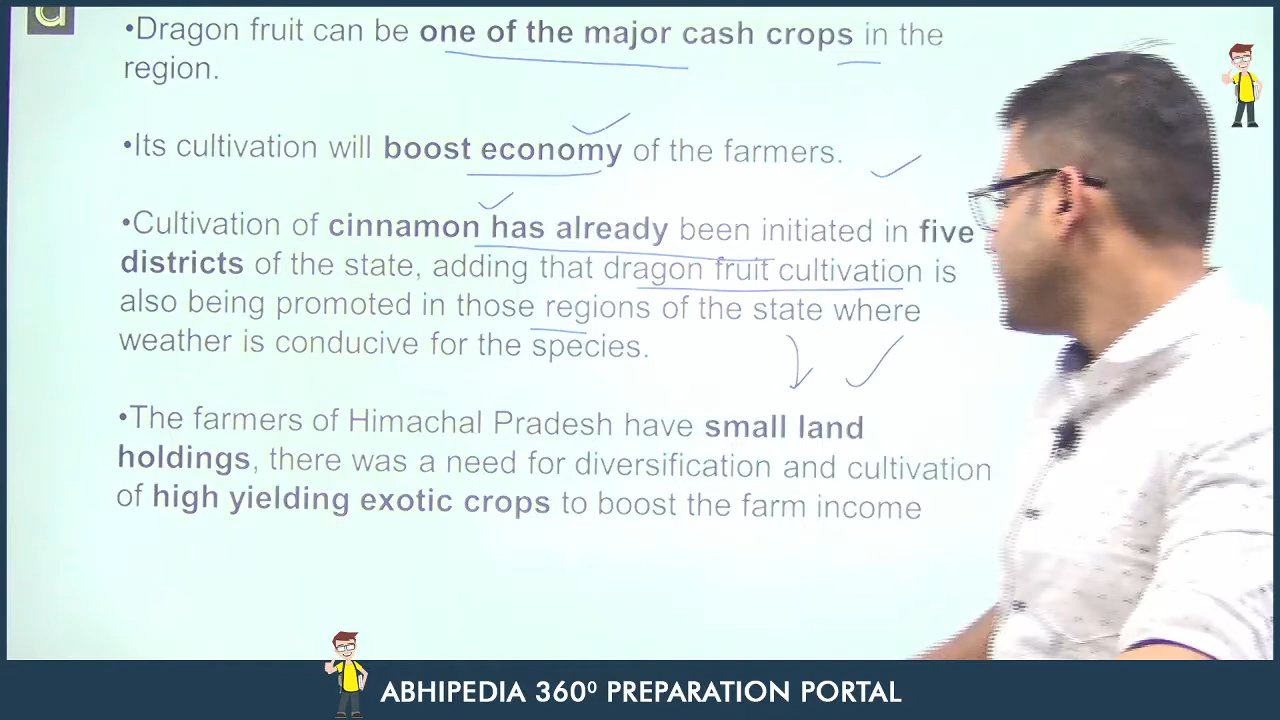 a
•Dragon fruit can be one of the major cash crops in the
region.
•Its cultivation will boost economy of the farmers.
•Cultivation of cinnamon has already been initiated in five
districts of the state, adding that dragon fruit cultivation is
also being promoted in those regions of the state where
weather is conducive for the species.
•The farmers of Himachal Pradesh have small land
holdings, there was a need for diversification and cultivation
of high yielding exotic crops to boost the farm income
ABHIPEDIA 360⁰ PREPARATION PORTAL